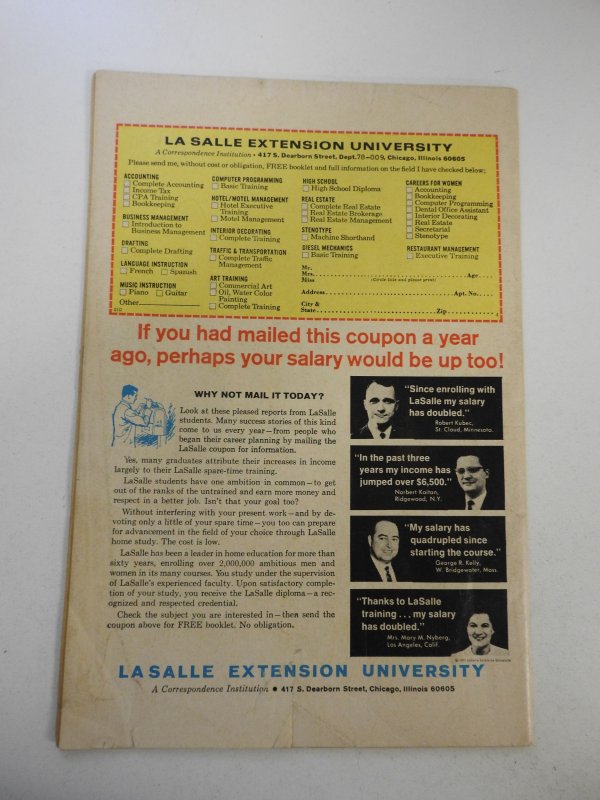 LA SALLE EXTENSION UNIVERSITY
A Correspondence Institution • 417 S. Dearborn Street, Dept. 78-009, Chicago, Illinois 60605
Please send me, without cost or obligation, FREE booklet and full information on the field I have checked below:
ACCOUNTING
Complete Accounting
Income Tax
CPA Training
Bookkeeping
BUSINESS MANAGEMENT
Introduction to
Business Management
DRAFTING
Complete Drafting
LANGUAGE INSTRUCTION
French Spanish
MUSIC INSTRUCTION
Piano Guitar
Other
COMPUTER PROGRAMMING
Basic Training
HOTEL/MOTEL MANAGEMENT
Hotel Executive
Training
Motel Management
INTERIOR DECORATING
Complete Training
TRAFFIC & TRANSPORTATION
Complete Traffic
Management
ART TRAINING
Commercial Art
Oil, Water Color
Painting
Complete Training
HIGH SCHOOL
High School Diploma
REAL ESTATE
Complete Real Estate
Real Estate Brokerage
Real Estate Management
STENOTYPE
Machine Shorthand
DIESEL MECHANICS
Basic Training
CAREERS FOR WOMEN
Accounting
Bookkeeping
Computer Programming
Dental Office Assistant
Interior Decorating
Real Estate
Secretarial
Stenotype
RESTAURANT MANAGEMENT
Executive Training
Mr.
Mrs. Age
Miss (Circle title and please print)
Address Apt. No.
City &
State Zip
If you had mailed this coupon a year
ago, perhaps your salary would be up too!
WHY NOT MAIL IT TODAY?
Look at these pleased reports from LaSalle
students. Many success stories of this kind
come to us every year—from people who
began their career planning by mailing the
LaSalle coupon for information.
Yes, many graduates attribute their increases in income
largely to their LaSalle spare-time training.
LaSalle students have one ambition in common—to get
out of the ranks of the untrained and earn more money and
respect in a better job. Isn't that your goal too?
Without interfering with your present work—and by de-
voting only a little of your spare time—you too can prepare
for advancement in the field of your choice through LaSalle
home study. The cost is low.
LaSalle has been a leader in home education for more than
sixty years, enrolling over 2,000,000 ambitious men and
women in its many courses. You study under the supervision
of LaSalle's experienced faculty. Upon satisfactory comple-
tion of your study, you receive the LaSalle diploma—a rec-
ognized and respected credential.
Check the subject you are interested in—then send the
coupon above for FREE booklet. No obligation.
"Since enrolling with
LaSalle my salary
has doubled."
Robert Kubec,
St. Cloud, Minnesota.
"In the past three
years my income has
jumped over $6,500."
Norbert Kaiton,
Ridgewood, N.Y.
"My salary has
quadrupled since
starting the course."
George R. Kelly,
W. Bridgewater, Mass.
"Thanks to LaSalle
training . . . my salary
has doubled."
Mrs. Mary M. Nyberg,
Los Angeles, Calif.
LASALLE EXTENSION UNIVERSITY
A Correspondence Institution • 417 S. Dearborn Street, Chicago, Illinois 60605